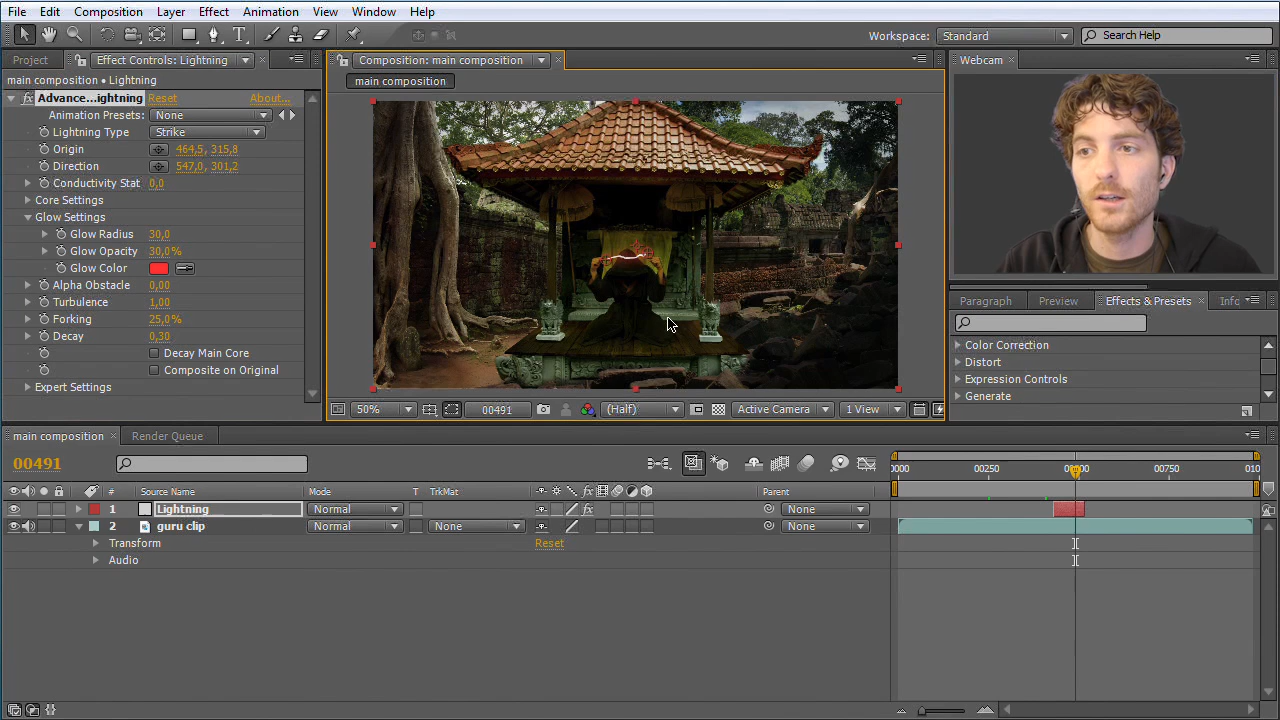 File Edit Composition Layer Effect Animation View Window Help
Workspace: Standard Search Help
Project Effect Controls: Lightning Composition: main composition Webcam
main composition • Lightning main composition
Advance...ightning Reset About...
Animation Presets: None
Lightning Type Strike
Origin 464,5, 315,8
Direction 547,0, 301,2
Conductivity Stat 0,0
Core Settings
Glow Settings
Glow Radius 30,0
Glow Opacity 30,0%
Glow Color
Alpha Obstacle 0,00
Turbulence 1,00
Forking 25,0%
Decay 0,30
Decay Main Core
Composite on Original
Expert Settings
50% 00491 (Half) Active Camera 1 View
Paragraph Preview Effects & Presets Info
Color Correction
Distort
Expression Controls
Generate
main composition Render Queue
00491 0000 00250 00500 00750 010
# Source Name Mode T TrkMat Parent
1 Lightning Normal None
2 guru clip Normal None None
Transform Reset
Audio